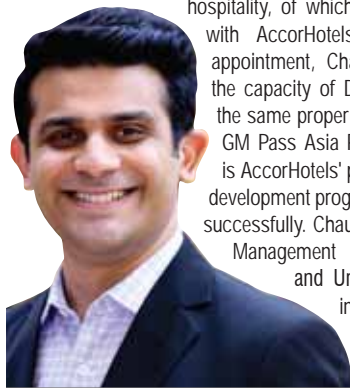 hospitality, of which
with AccorHotels
appointment, Cha
the capacity of D
the same proper
GM Pass Asia P
is AccorHotels' p
development prog
successfully. Chau
Management
and Un
in